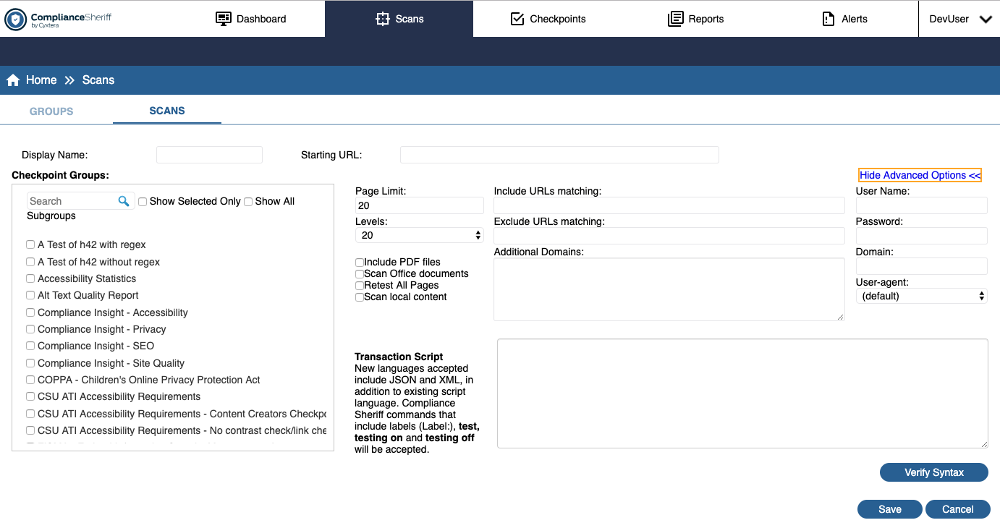 ComplianceSheriff
by Cyxtera
Dashboard
Scans
Checkpoints
Reports
Alerts
DevUser
Home
Scans
GROUPS
SCANS
Display Name:
Starting URL:
Checkpoint Groups:
Hide Advanced Options <<
Search
Show Selected Only
Show All
Subgroups
A Test of h42 with regex
A Test of h42 without regex
Accessibility Statistics
Alt Text Quality Report
Compliance Insight - Accessibility
Compliance Insight - Privacy
Compliance Insight - SEO
Compliance Insight - Site Quality
COPPA - Children's Online Privacy Protection Act
CSU ATI Accessibility Requirements
CSU ATI Accessibility Requirements - Content Creators Checkpo
CSU ATI Accessibility Requirements - No contrast check/link che
Page Limit:
20
Levels:
20
Include PDF files
Scan Office documents
Retest All Pages
Scan local content
Include URLs matching:
Exclude URLs matching:
Additional Domains:
User Name:
Password:
Domain:
User-agent:
(default)
Transaction Script
New languages accepted
include JSON and XML, in
addition to existing script
language. Compliance
Sheriff commands that
include labels (Label:), test,
testing on and testing off
will be accepted.
Verify Syntax
Save
Cancel